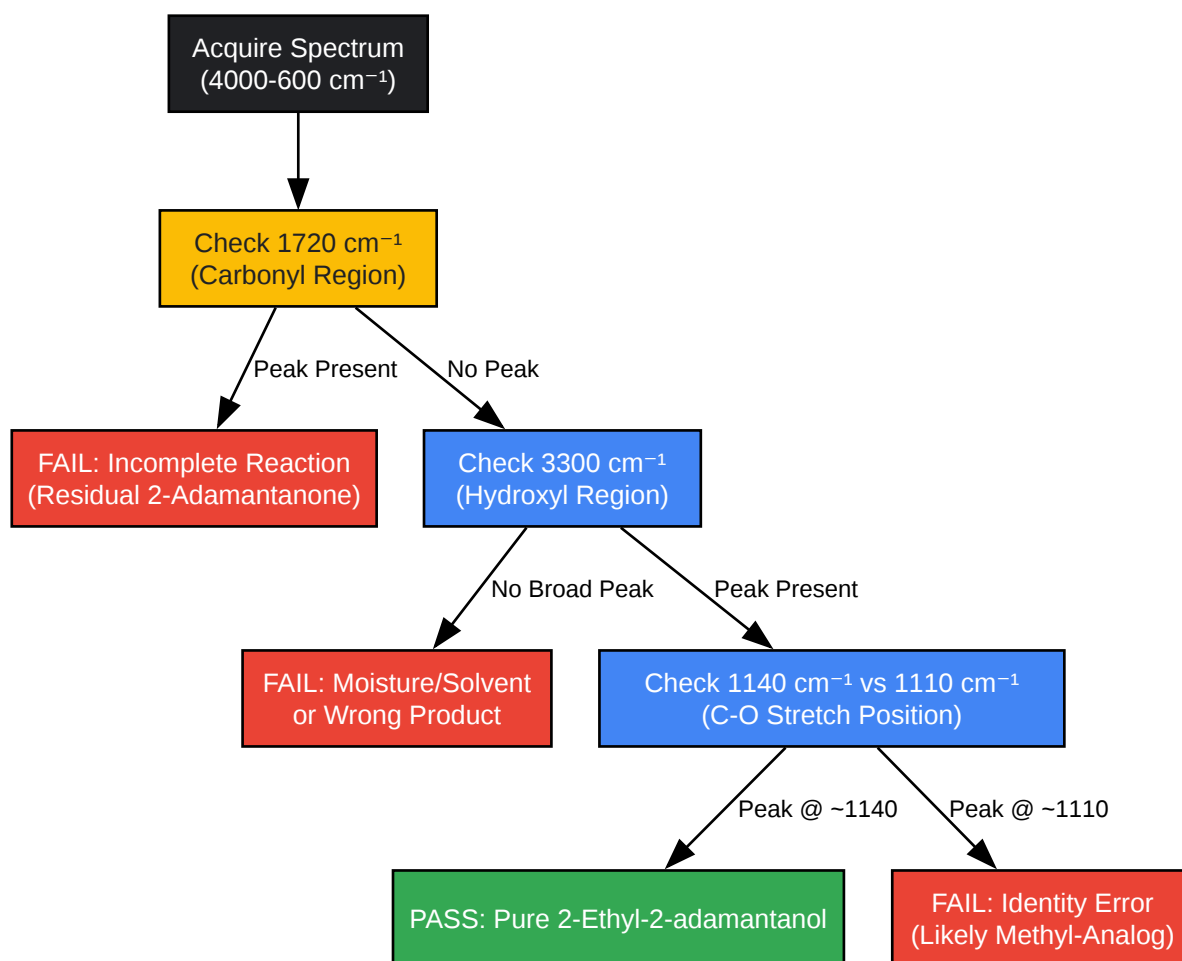 Acquire Spectrum
(4000-600 cm⁻¹)
Check 1720 cm⁻¹
(Carbonyl Region)
Peak Present
No Peak
FAIL: Incomplete Reaction
(Residual 2-Adamantanone)
Check 3300 cm⁻¹
(Hydroxyl Region)
No Broad Peak
Peak Present
FAIL: Moisture/Solvent
or Wrong Product
Check 1140 cm⁻¹ vs 1110 cm⁻¹
(C-O Stretch Position)
Peak @ ~1140
Peak @ ~1110
PASS: Pure 2-Ethyl-2-adamantanol
FAIL: Identity Error
(Likely Methyl-Analog)